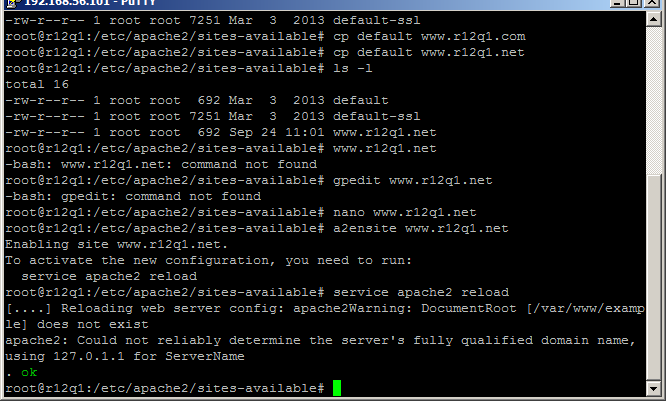 192.168.56.101 - PuTTY
-rw-r--r-- 1 root root 7251 Mar  3  2013 default-ssl
root@r12q1:/etc/apache2/sites-available# cp default www.r12q1.com
root@r12q1:/etc/apache2/sites-available# cp default www.r12q1.net
root@r12q1:/etc/apache2/sites-available# ls -l
total 16
-rw-r--r-- 1 root root  692 Mar  3  2013 default
-rw-r--r-- 1 root root 7251 Mar  3  2013 default-ssl
-rw-r--r-- 1 root root  692 Sep 24 11:01 www.r12q1.net
root@r12q1:/etc/apache2/sites-available# www.r12q1.net
-bash: www.r12q1.net: command not found
root@r12q1:/etc/apache2/sites-available# gpedit www.r12q1.net
-bash: gpedit: command not found
root@r12q1:/etc/apache2/sites-available# nano www.r12q1.net
root@r12q1:/etc/apache2/sites-available# a2ensite www.r12q1.net
Enabling site www.r12q1.net.
To activate the new configuration, you need to run:
  service apache2 reload
root@r12q1:/etc/apache2/sites-available# service apache2 reload
[....] Reloading web server config: apache2Warning: DocumentRoot [/var/www/examp
le] does not exist
apache2: Could not reliably determine the server's fully qualified domain name,
using 127.0.1.1 for ServerName
. ok
root@r12q1:/etc/apache2/sites-available#